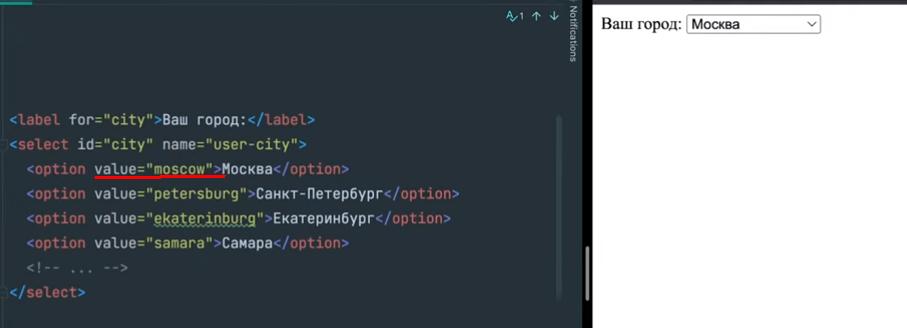 1
Notifications
Ваш город: Москва
<label for="city">Ваш город:</label>
<select id="city" name="user-city">
<option value="moscow">Москва</option>
<option value="petersburg">Санкт-Петербург</option>
<option value="ekaterinburg">Екатеринбург</option>
<option value="samara">Самара</option>
<!-- ... -->
</select>